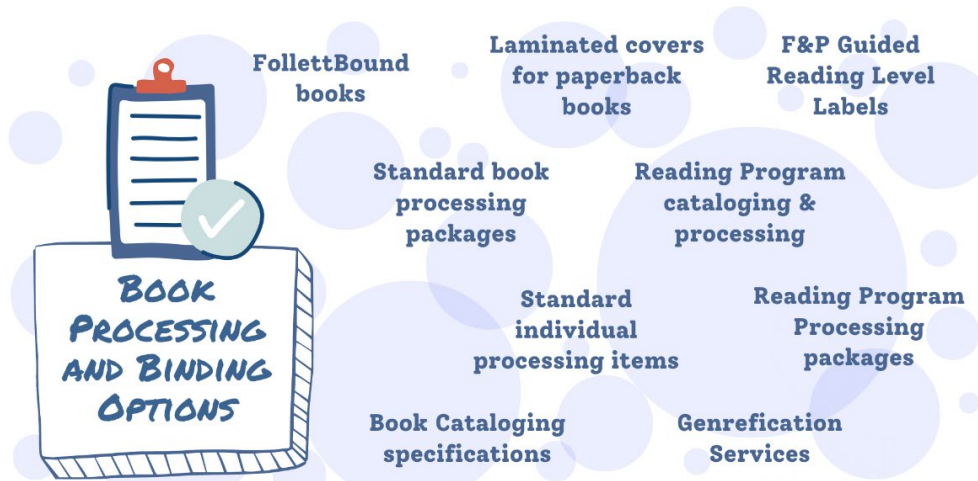 FollettBound
books
Laminated covers
for paperback
books
F&P Guided
Reading Level
Labels
Standard book
processing
packages
Reading Program
cataloging &
processing
BOOK
PROCESSING
AND BINDING
OPTIONS
Standard
individual
processing items
Reading Program
Processing
packages
Book Cataloging
specifications
Genrefication
Services